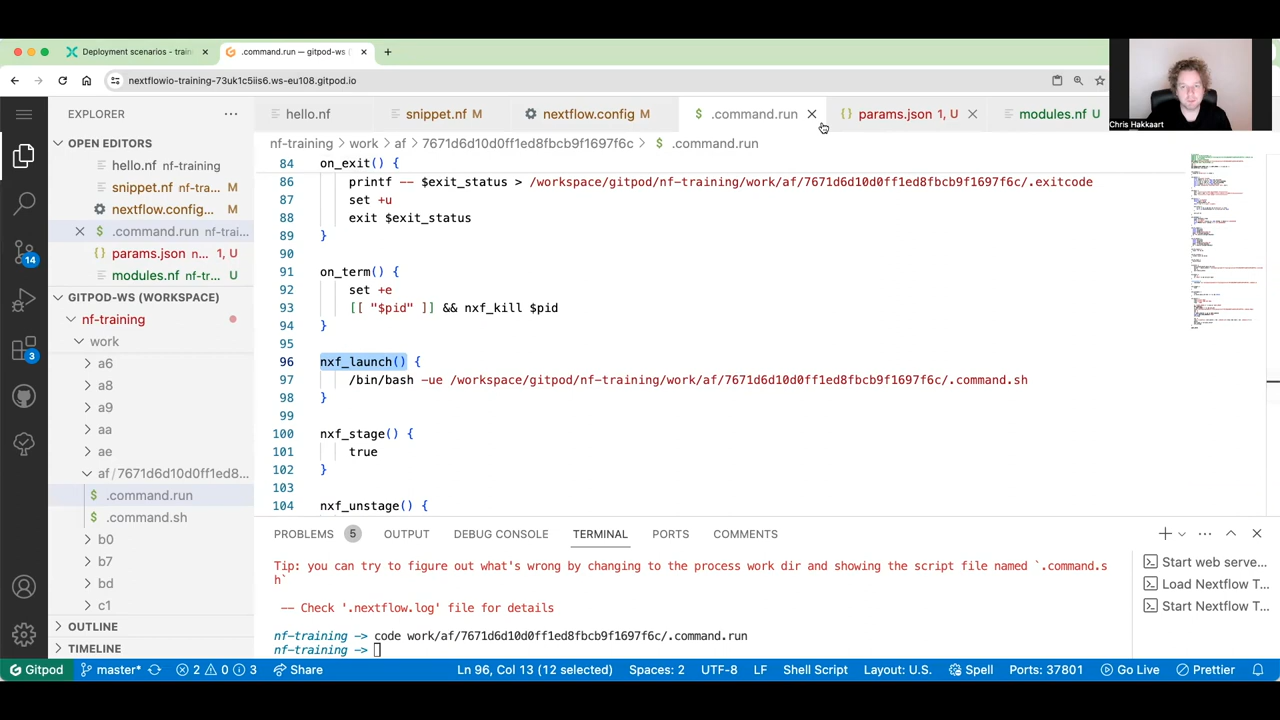 Deployment scenarios - train
.command.run — gitpod-ws (
nextflowio-training-73uk1c5iis6.ws-eu108.gitpod.io
Chris Hakkaart
EXPLORER
hello.nf
snippet.nf M
nextflow.config M
.command.run
params.json 1, U
modules.nf U
nf-training > work > af > 7671d6d10d0ff1ed8fbcb9f1697f6c > .command.run
OPEN EDITORS
hello.nf nf-training
snippet.nf nf-tra... M
nextflow.config... M
.command.run nf-trai...
params.json n... 1, U
modules.nf nf-tr... U
GITPOD-WS (WORKSPACE)
nf-training
work
a6
a8
a9
aa
ae
af/7671d6d10d0ff1ed8...
.command.run
.command.sh
b0
b7
bd
c1
OUTLINE
TIMELINE
14
3
84 on_exit() {
86 printf -- $exit_status > /workspace/gitpod/nf-training/work/af/7671d6d10d0ff1ed8fbcb9f1697f6c/.exitcode
87 set +u
88 exit $exit_status
89 }
90
91 on_term() {
92 set +e
93 [[ "$pid" ]] && nxf_kill $pid
94 }
95
96 nxf_launch() {
97 /bin/bash -ue /workspace/gitpod/nf-training/work/af/7671d6d10d0ff1ed8fbcb9f1697f6c/.command.sh
98 }
99
100 nxf_stage() {
101 true
102 }
103
104 nxf_unstage() {
PROBLEMS 5 OUTPUT DEBUG CONSOLE TERMINAL PORTS COMMENTS
Tip: you can try to figure out what's wrong by changing to the process work dir and showing the script file named `.command.s
h`
-- Check '.nextflow.log' file for details
nf-training -> code work/af/7671d6d10d0ff1ed8fbcb9f1697f6c/.command.run
nf-training ->
Start web serve...
Load Nextflow T...
Start Nextflow T...
Gitpod master* 2 0 3 Share Ln 96, Col 13 (12 selected) Spaces: 2 UTF-8 LF Shell Script Layout: U.S. Spell Ports: 37801 Go Live Prettier